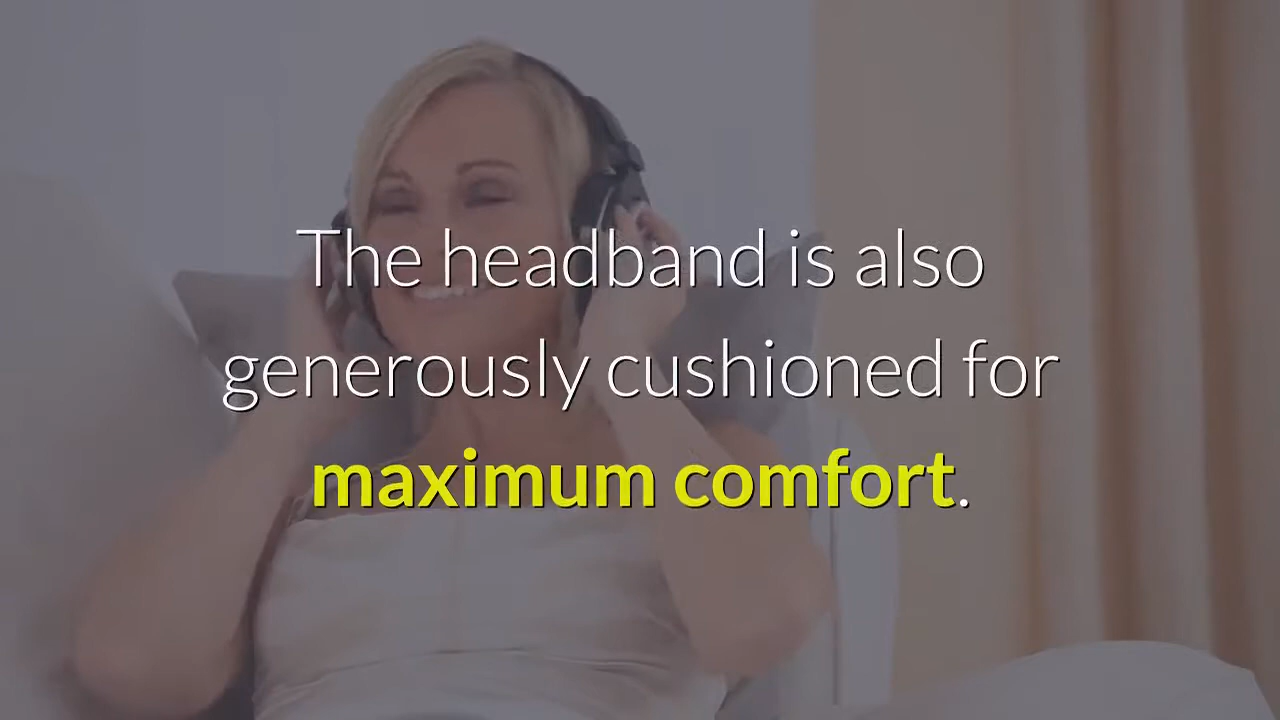 The headband is also
generously cushioned for
maximum comfort.